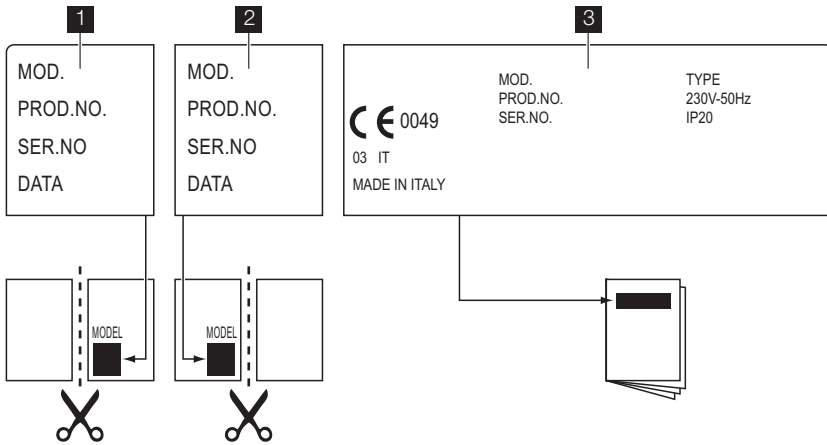 1
MOD.
PROD.NO.
SER.NO
DATA
2
MOD.
PROD.NO.
SER.NO
DATA
3
MOD. TYPE
PROD.NO. 230V-50Hz
SER.NO. IP20
CE 0049
03 IT
MADE IN ITALY
MODEL
MODEL